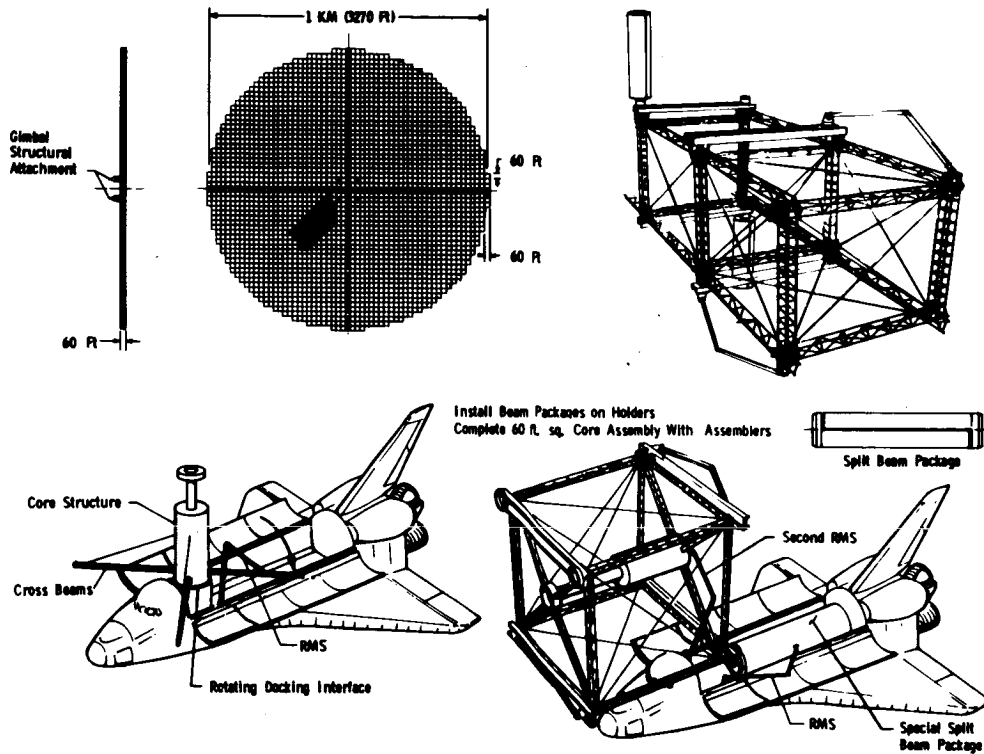 1 KM (3270 Ft)
Gimbal
Structural
Attachment
60 Ft
60 Ft
60 Ft
Install Beam Packages on Holders
Complete 60 ft. sq. Core Assembly With Assemblers
Split Beam Package
Core Structure
Cross Beams
RMS
Rotating Docking Interface
Second RMS
RMS
Special Split
Beam Package